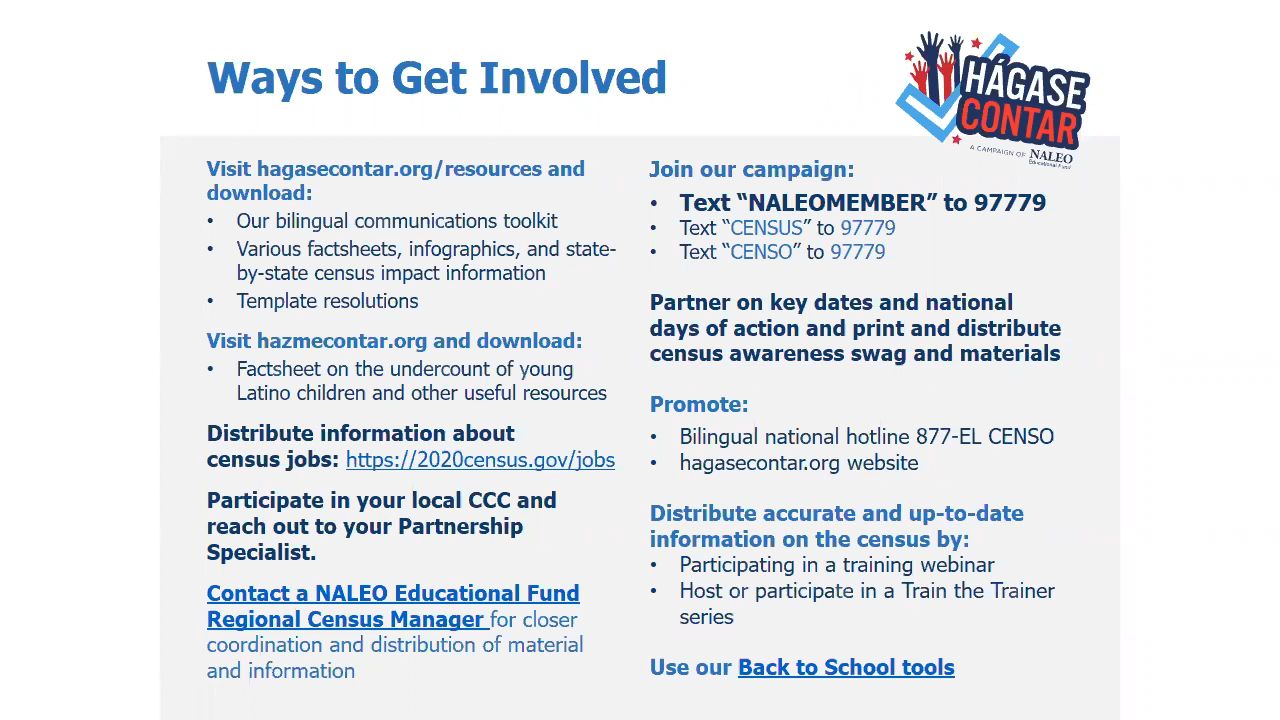 Ways to Get Involved
HÁGASE
CONTAR
A CAMPAIGN OF NALEO
Educational Fund
Visit hagasecontar.org/resources and
download:
• Our bilingual communications toolkit
• Various factsheets, infographics, and state-
by-state census impact information
• Template resolutions
Visit hazmecontar.org and download:
• Factsheet on the undercount of young
Latino children and other useful resources
Distribute information about
census jobs: https://2020census.gov/jobs
Participate in your local CCC and
reach out to your Partnership
Specialist.
Contact a NALEO Educational Fund
Regional Census Manager for closer
coordination and distribution of material
and information
Join our campaign:
• Text “NALEOMEMBER” to 97779
• Text “CENSUS” to 97779
• Text “CENSO” to 97779
Partner on key dates and national
days of action and print and distribute
census awareness swag and materials
Promote:
• Bilingual national hotline 877-EL CENSO
• hagasecontar.org website
Distribute accurate and up-to-date
information on the census by:
• Participating in a training webinar
• Host or participate in a Train the Trainer
series
Use our Back to School tools